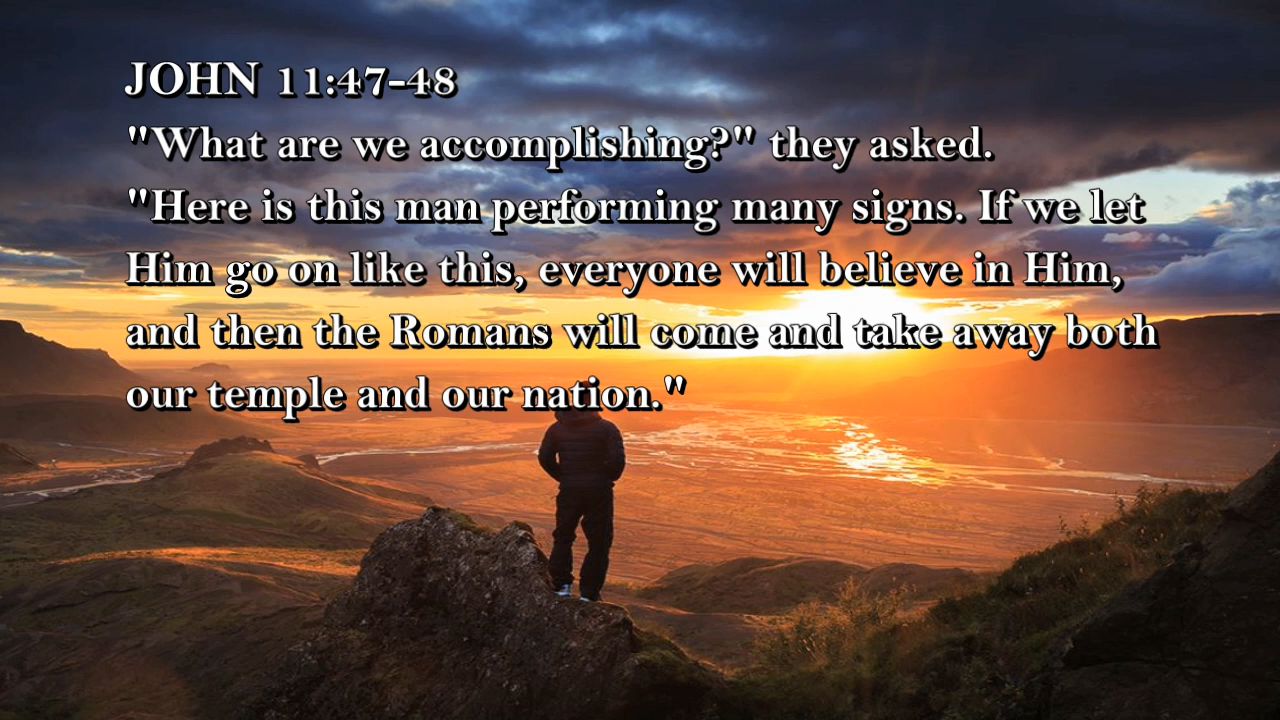 JOHN 11:47-48
"What are we accomplishing?" they asked.
"Here is this man performing many signs. If we let
Him go on like this, everyone will believe in Him,
and then the Romans will come and take away both
our temple and our nation."